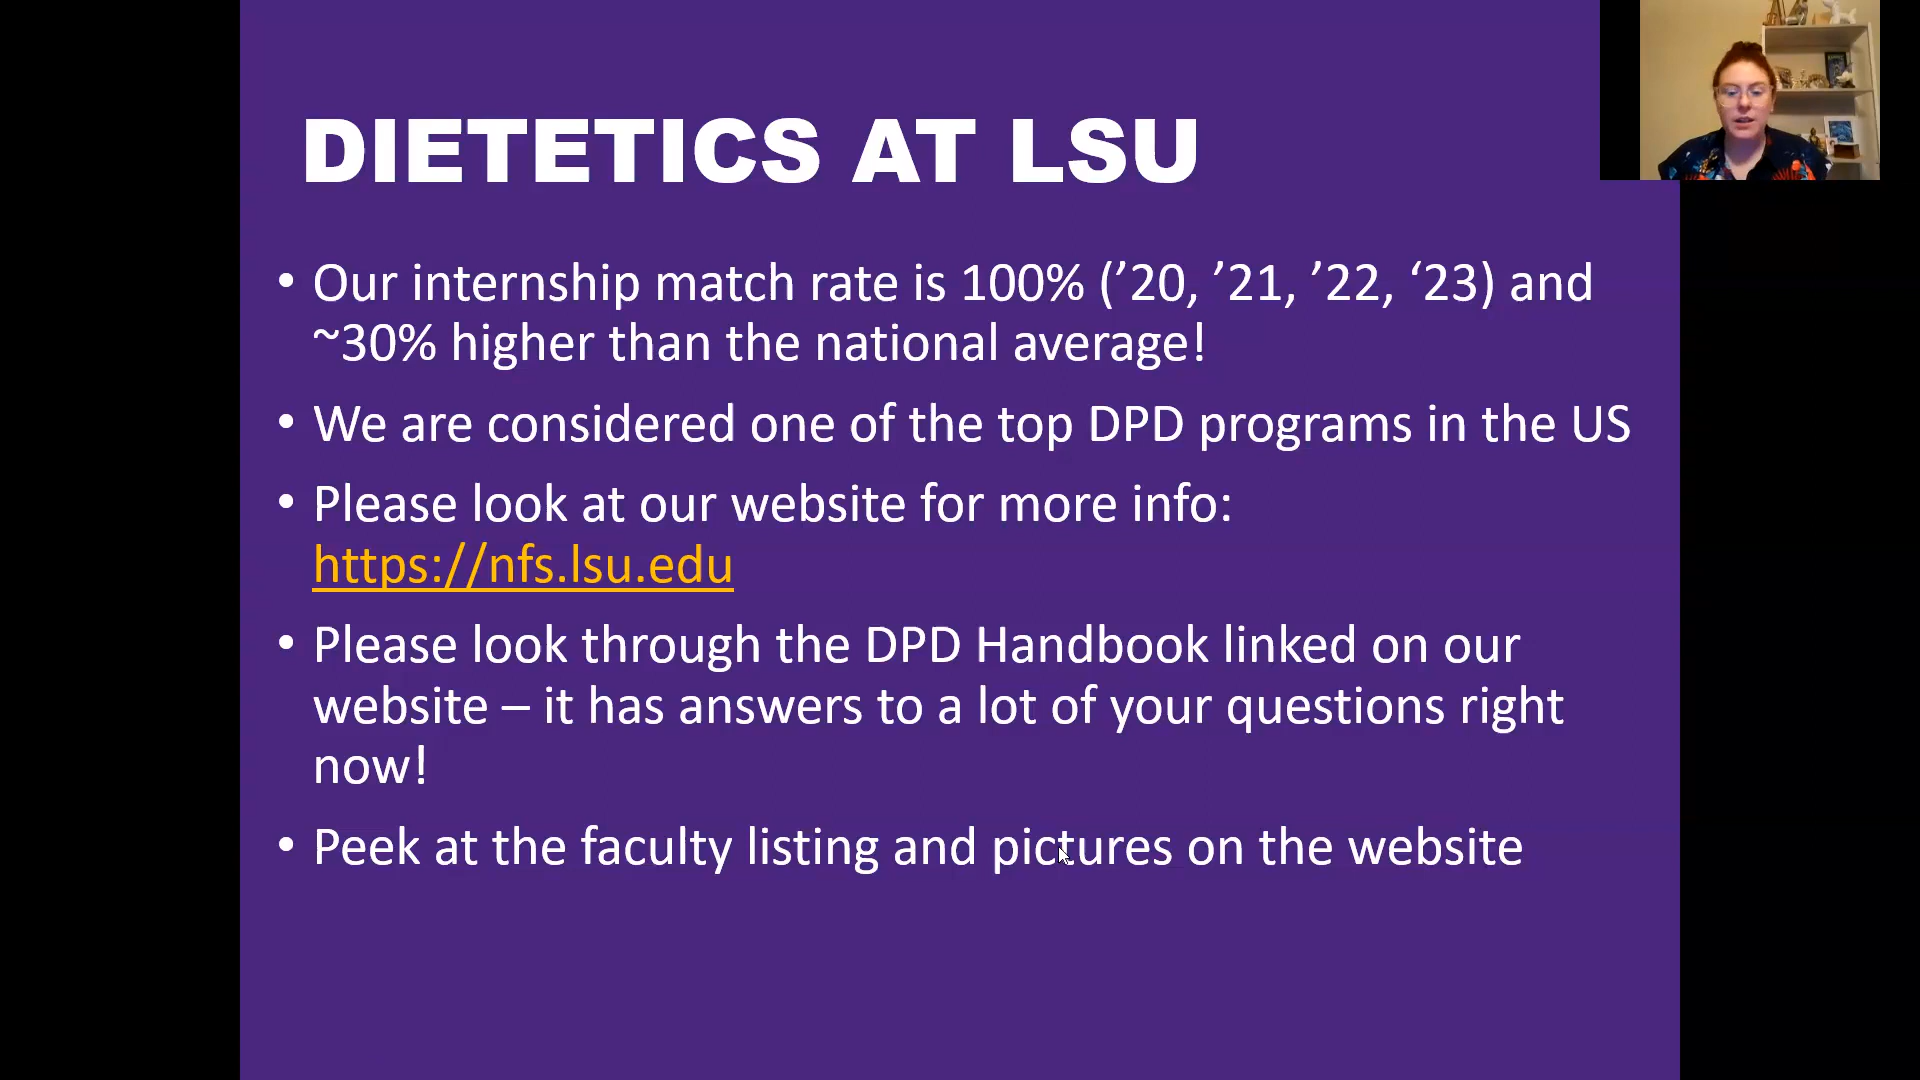 DIETETICS AT LSU
• Our internship match rate is 100% (’20, ’21, ’22, ‘23) and
~30% higher than the national average!
• We are considered one of the top DPD programs in the US
• Please look at our website for more info:
https://nfs.lsu.edu
• Please look through the DPD Handbook linked on our
website – it has answers to a lot of your questions right
now!
• Peek at the faculty listing and pictures on the website